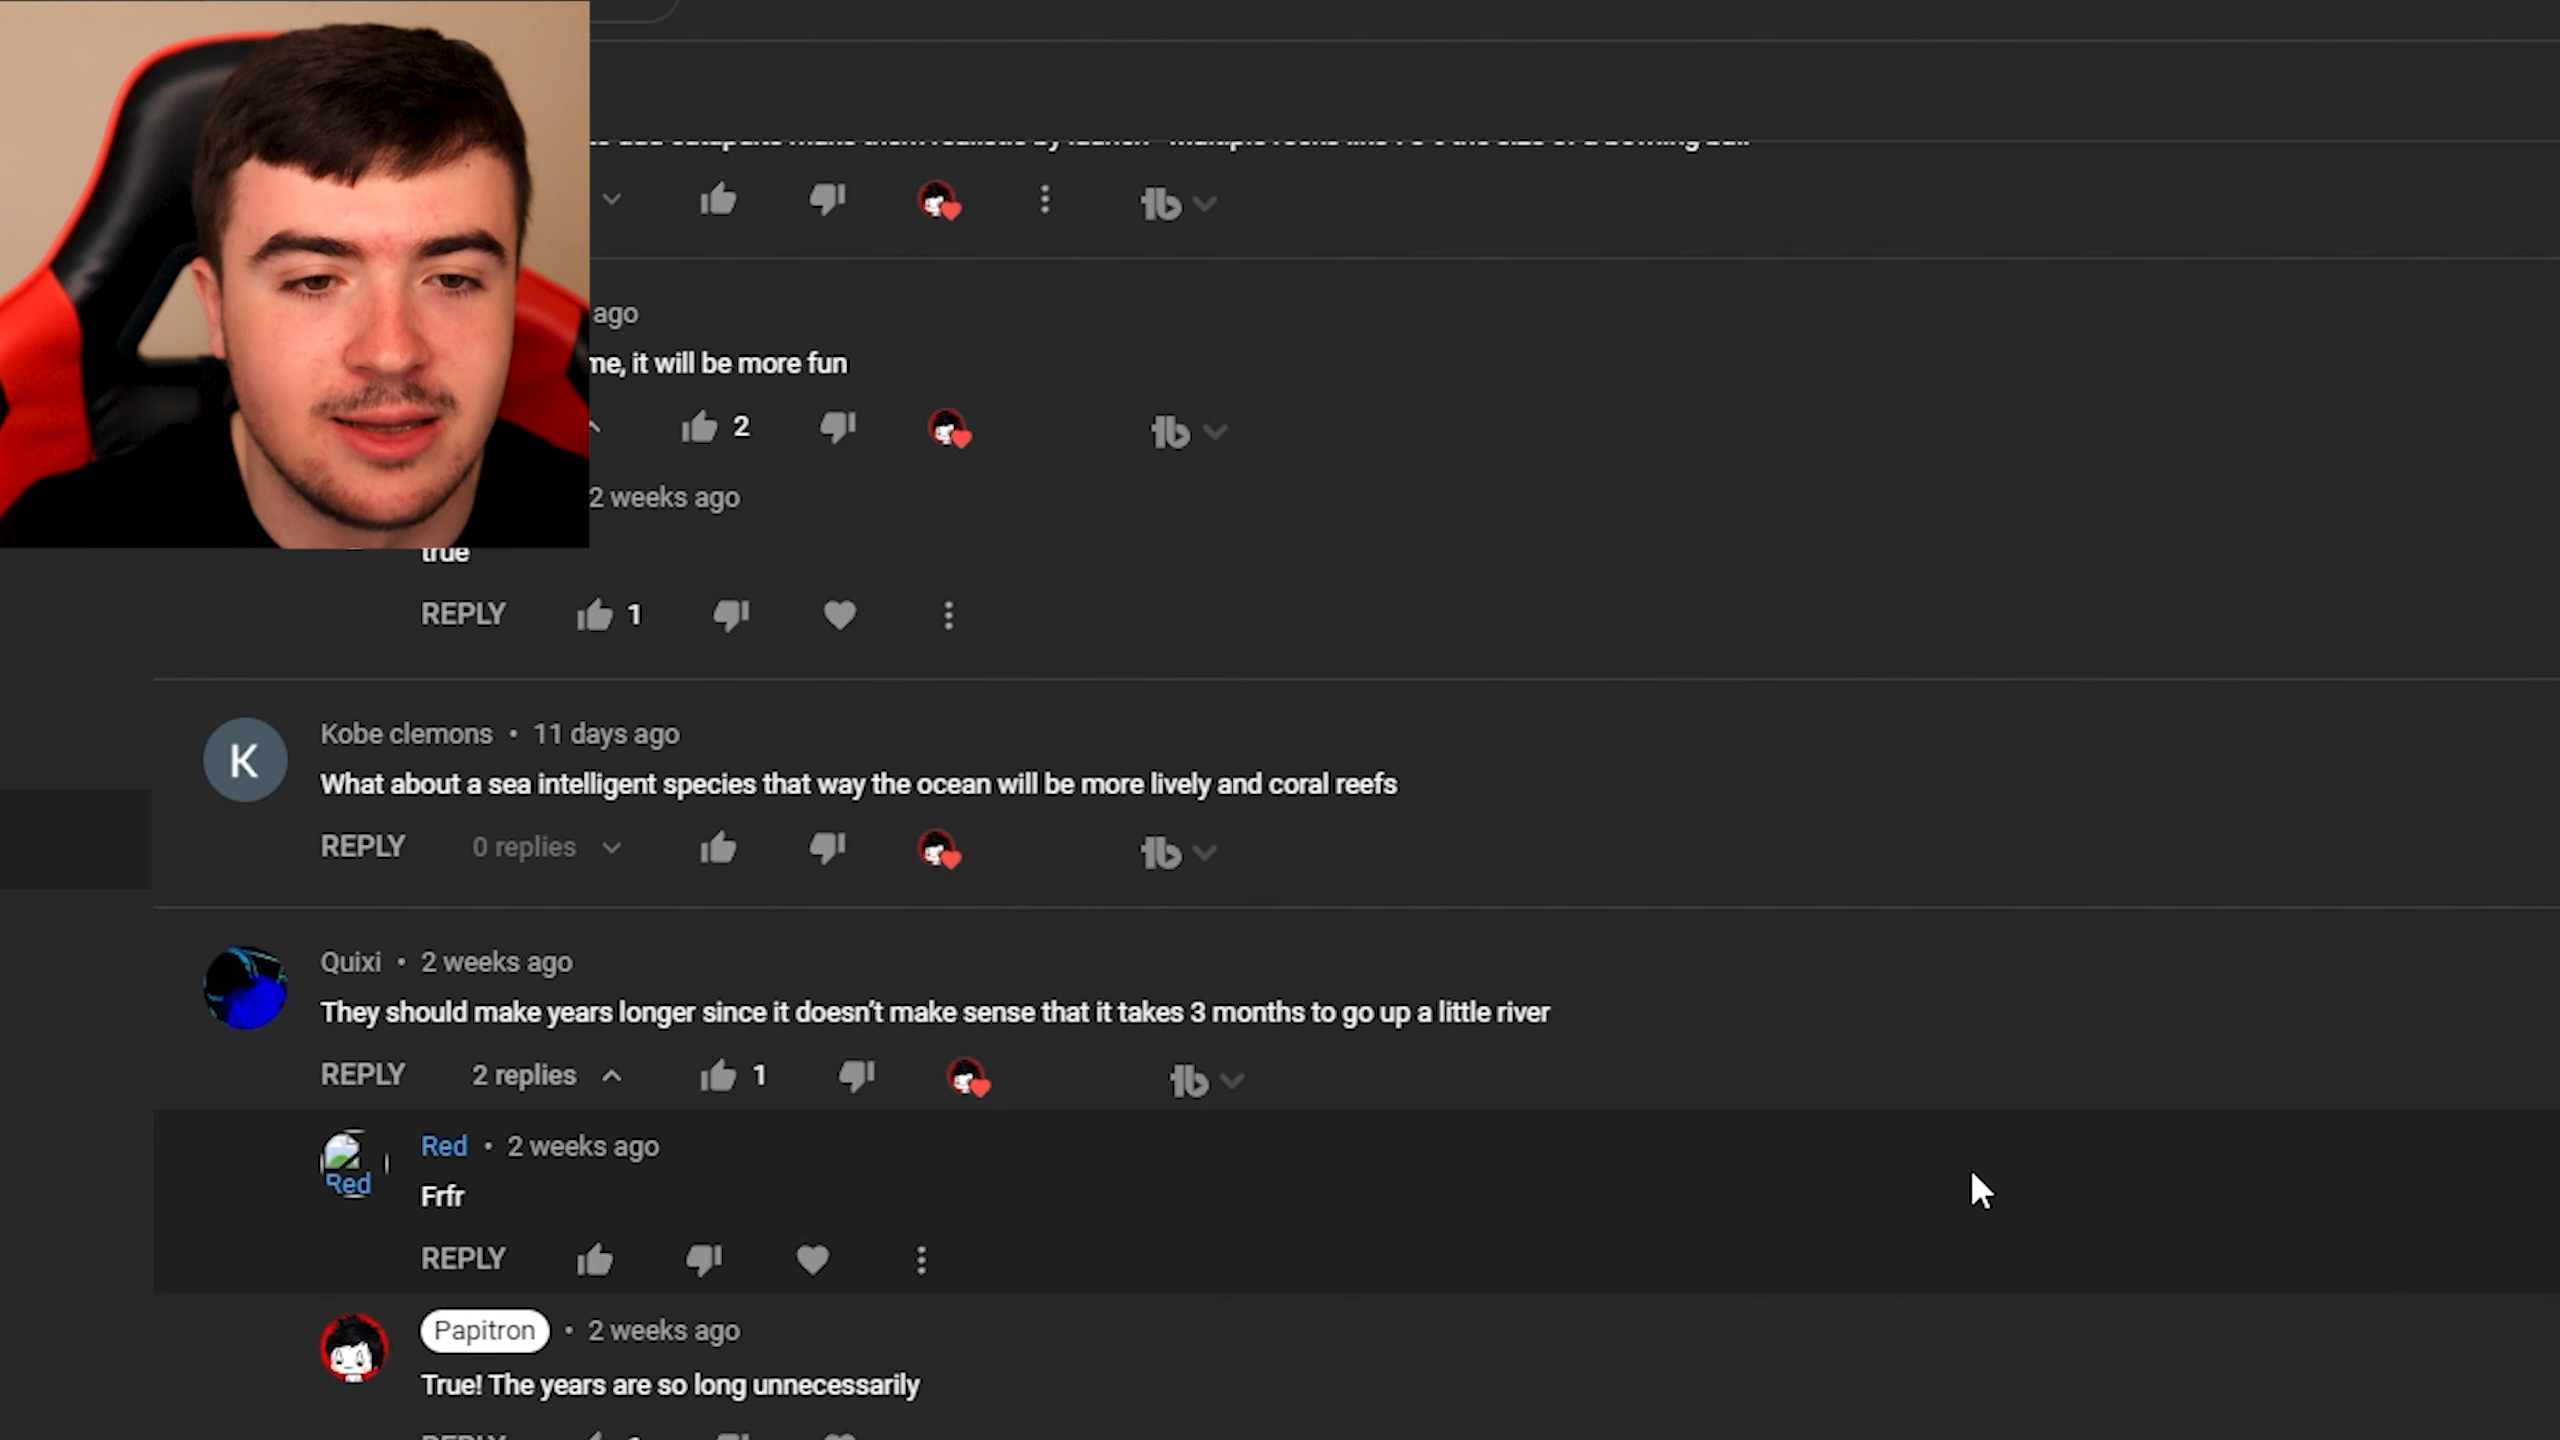 ago
me, it will be more fun
2
2 weeks ago
true
REPLY 1
K
Kobe clemons • 11 days ago
What about a sea intelligent species that way the ocean will be more lively and coral reefs
REPLY 0 replies
Quixi • 2 weeks ago
They should make years longer since it doesn't make sense that it takes 3 months to go up a little river
REPLY 2 replies 1
Red
Red • 2 weeks ago
Frfr
REPLY
Papitron • 2 weeks ago
True! The years are so long unnecessarily